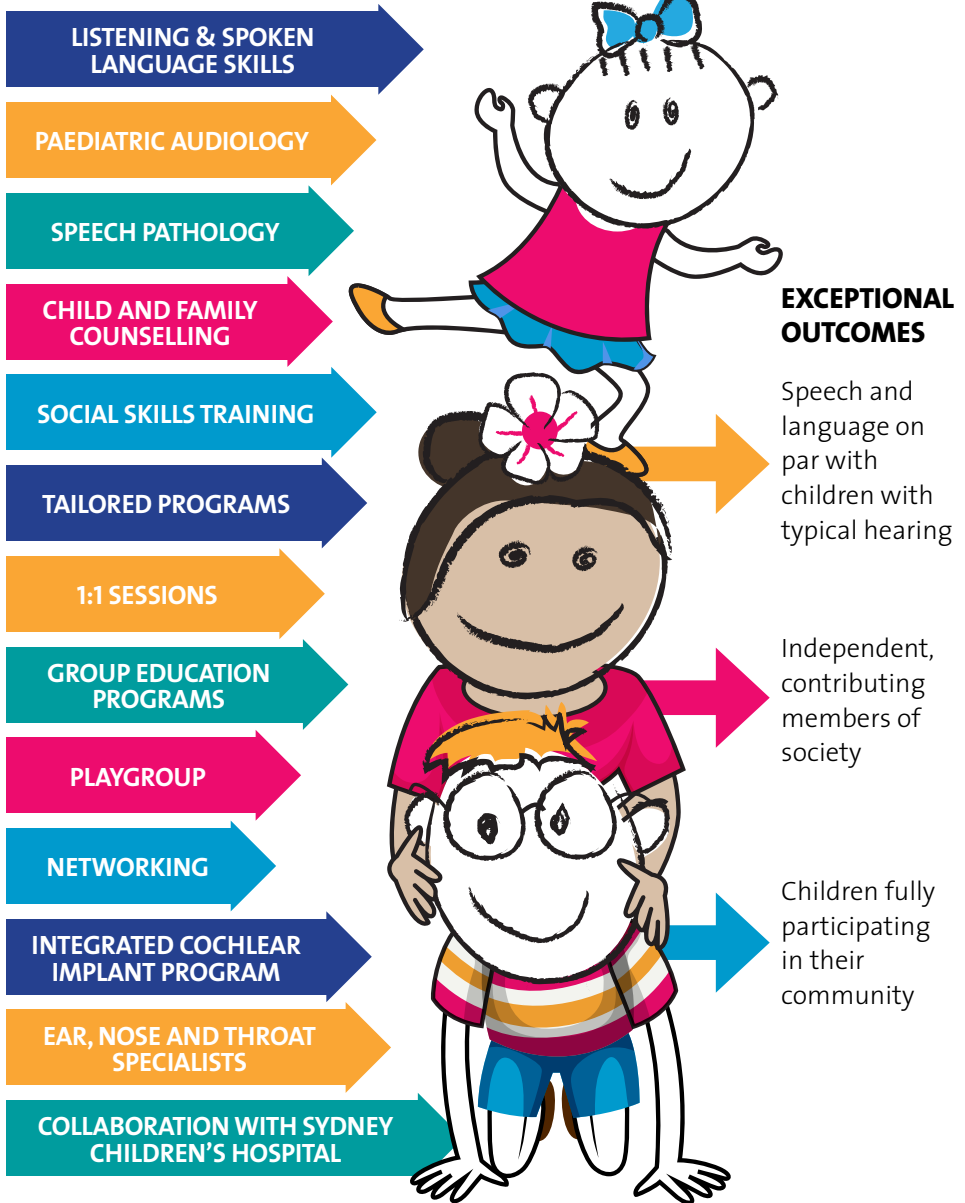 LISTENING & SPOKEN
LANGUAGE SKILLS
PAEDIATRIC AUDIOLOGY
SPEECH PATHOLOGY
CHILD AND FAMILY
COUNSELLING
SOCIAL SKILLS TRAINING
TAILORED PROGRAMS
1:1 SESSIONS
GROUP EDUCATION
PROGRAMS
PLAYGROUP
NETWORKING
INTEGRATED COCHLEAR
IMPLANT PROGRAM
EAR, NOSE AND THROAT
SPECIALISTS
COLLABORATION WITH SYDNEY
CHILDREN'S HOSPITAL
EXCEPTIONAL
OUTCOMES
Speech and
language on
par with
children with
typical hearing
Independent,
contributing
members of
society
Children fully
participating
in their
community